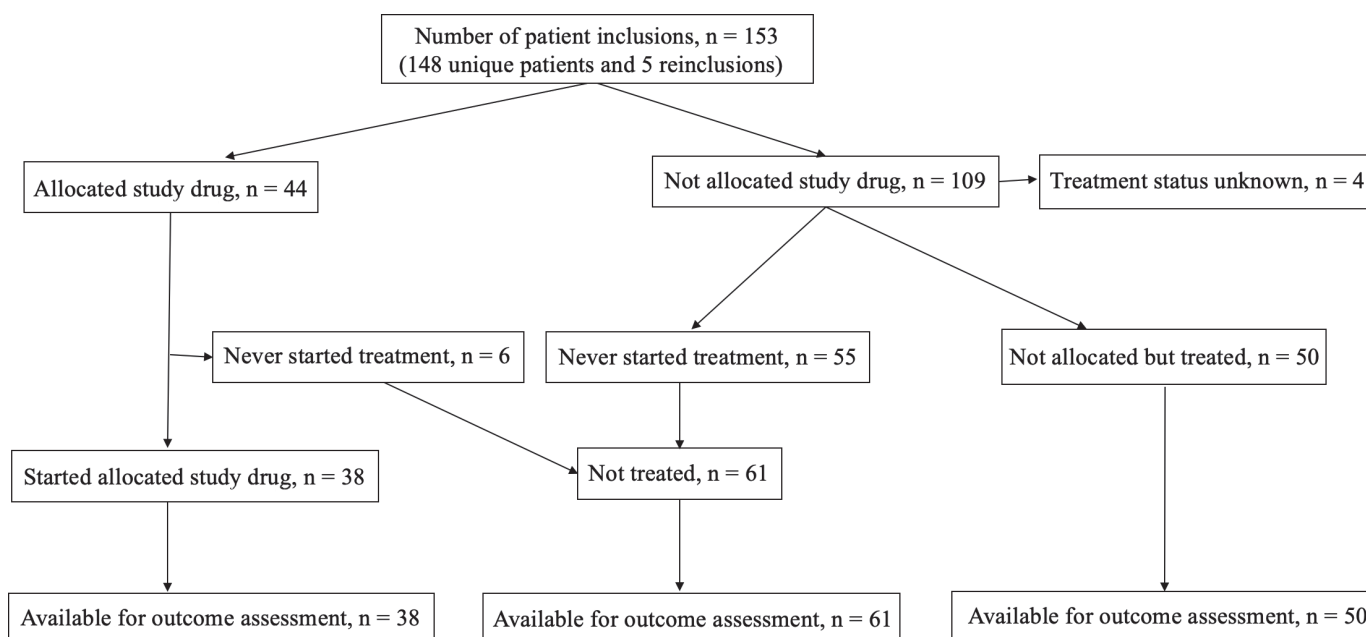 Number of patient inclusions, n = 153
(148 unique patients and 5 reinclusions)
Allocated study drug, n = 44
Not allocated study drug, n = 109
Treatment status unknown, n = 4
Never started treatment, n = 6
Never started treatment, n = 55
Not allocated but treated, n = 50
Started allocated study drug, n = 38
Not treated, n = 61
Available for outcome assessment, n = 38
Available for outcome assessment, n = 61
Available for outcome assessment, n = 50